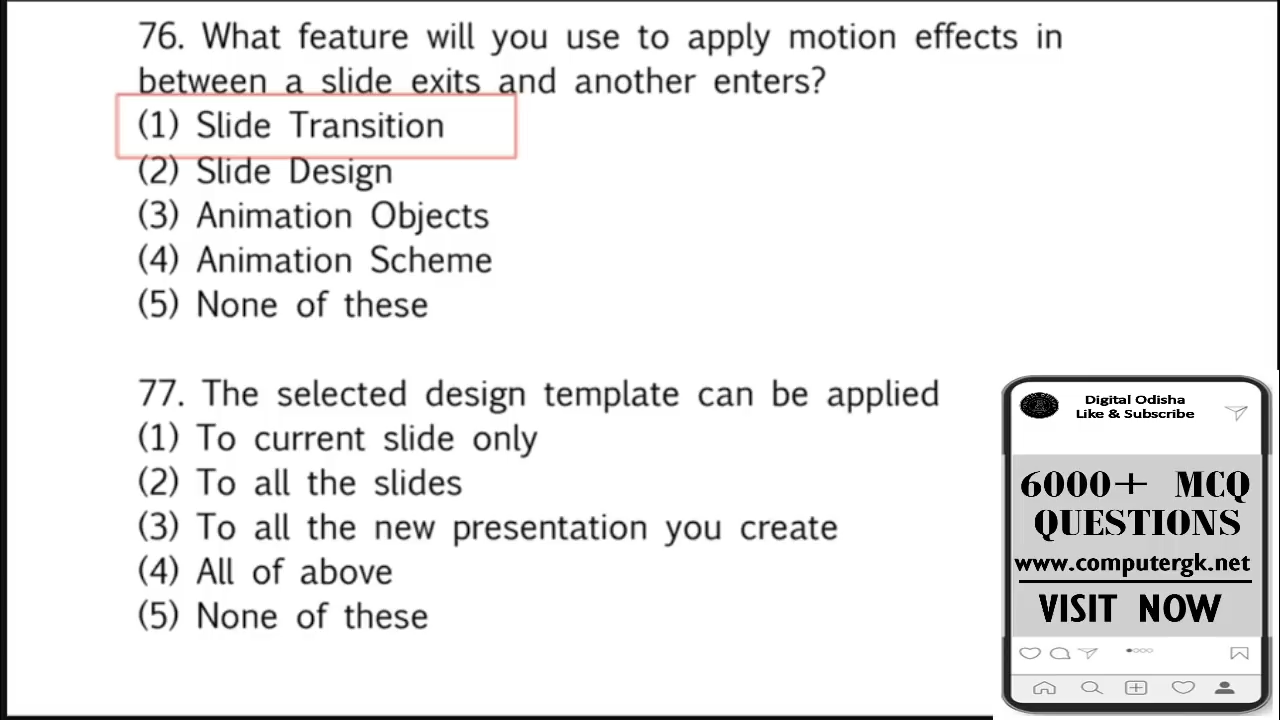 76. What feature will you use to apply motion effects in
between a slide exits and another enters?
(1) Slide Transition
(2) Slide Design
(3) Animation Objects
(4) Animation Scheme
(5) None of these
77. The selected design template can be applied
(1) To current slide only
(2) To all the slides
(3) To all the new presentation you create
(4) All of above
(5) None of these
Digital Odisha
Like & Subscribe
6000+ MCQ
QUESTIONS
www.computergk.net
VISIT NOW